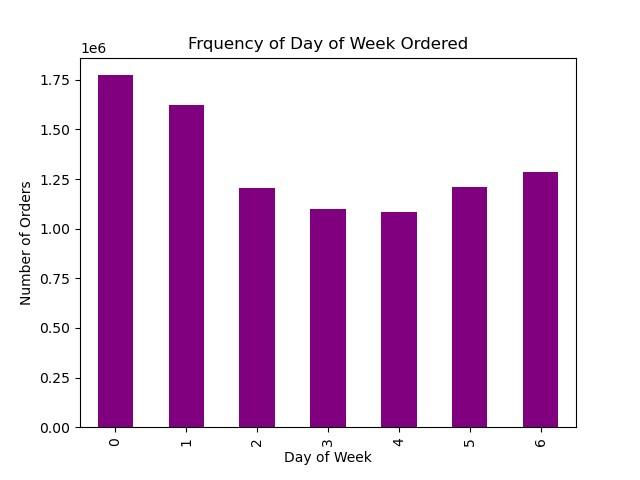 Frquency of Day of Week Ordered
1e6
1.75
1.50
1.25
1.00
0.75
0.50
0.25
0.00
Number of Orders
0 1 2 3 4 5 6
Day of Week